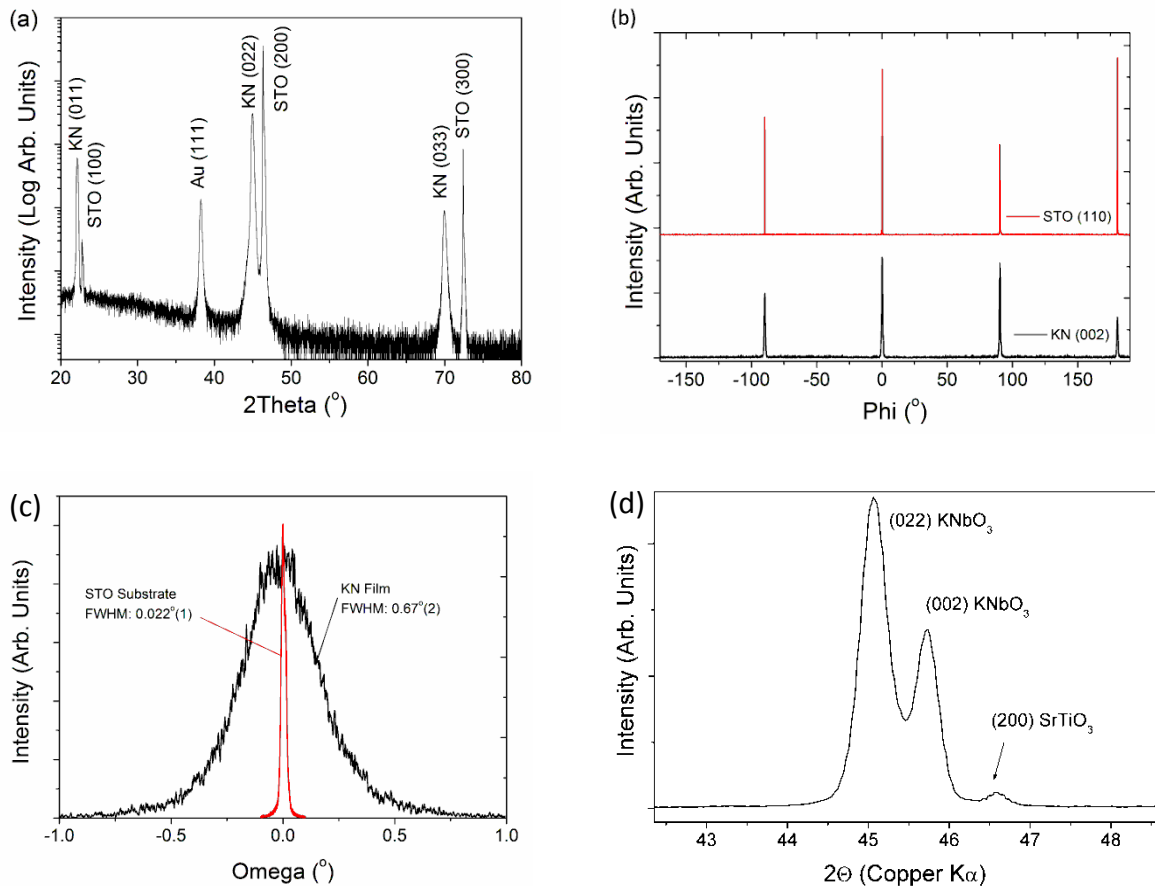 (a)
Intensity (Log Arb. Units)
KN (011)
STO (100)
Au (111)
KN (022)
STO (200)
KN (033)
STO (300)
20 30 40 50 60 70 80
2Theta (°)
(b)
Intensity (Arb. Units)
STO (110)
KN (002)
-150 -100 -50 0 50 100 150
Phi (°)
(c)
Intensity (Arb. Units)
STO Substrate
FWHM: 0.022°(1)
KN Film
FWHM: 0.67°(2)
-1.0 -0.5 0.0 0.5 1.0
Omega (°)
(d)
Intensity (Arb. Units)
(022) KNbO₃
(002) KNbO₃
(200) SrTiO₃
43 44 45 46 47 48
2Θ (Copper Kα)